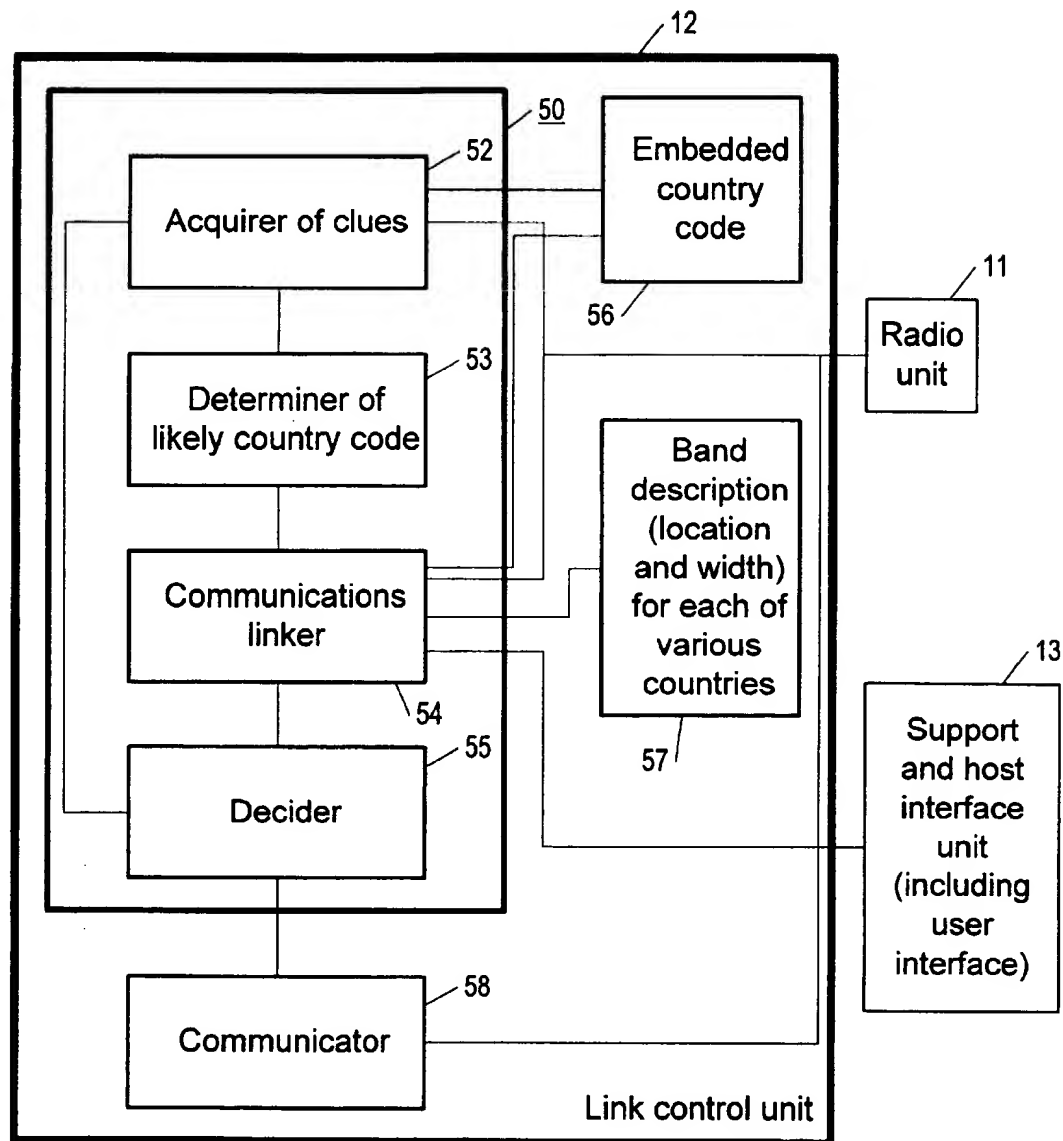 12
50
52
Acquirer of clues
Embedded
country
code
56
11
Radio
unit
53
Determiner of
likely country code
Band
description
(location
and width)
for each of
various
countries
57
Communications
linker
54
13
Support
and host
interface
unit
(including
user
interface)
55
Decider
58
Communicator
Link control unit